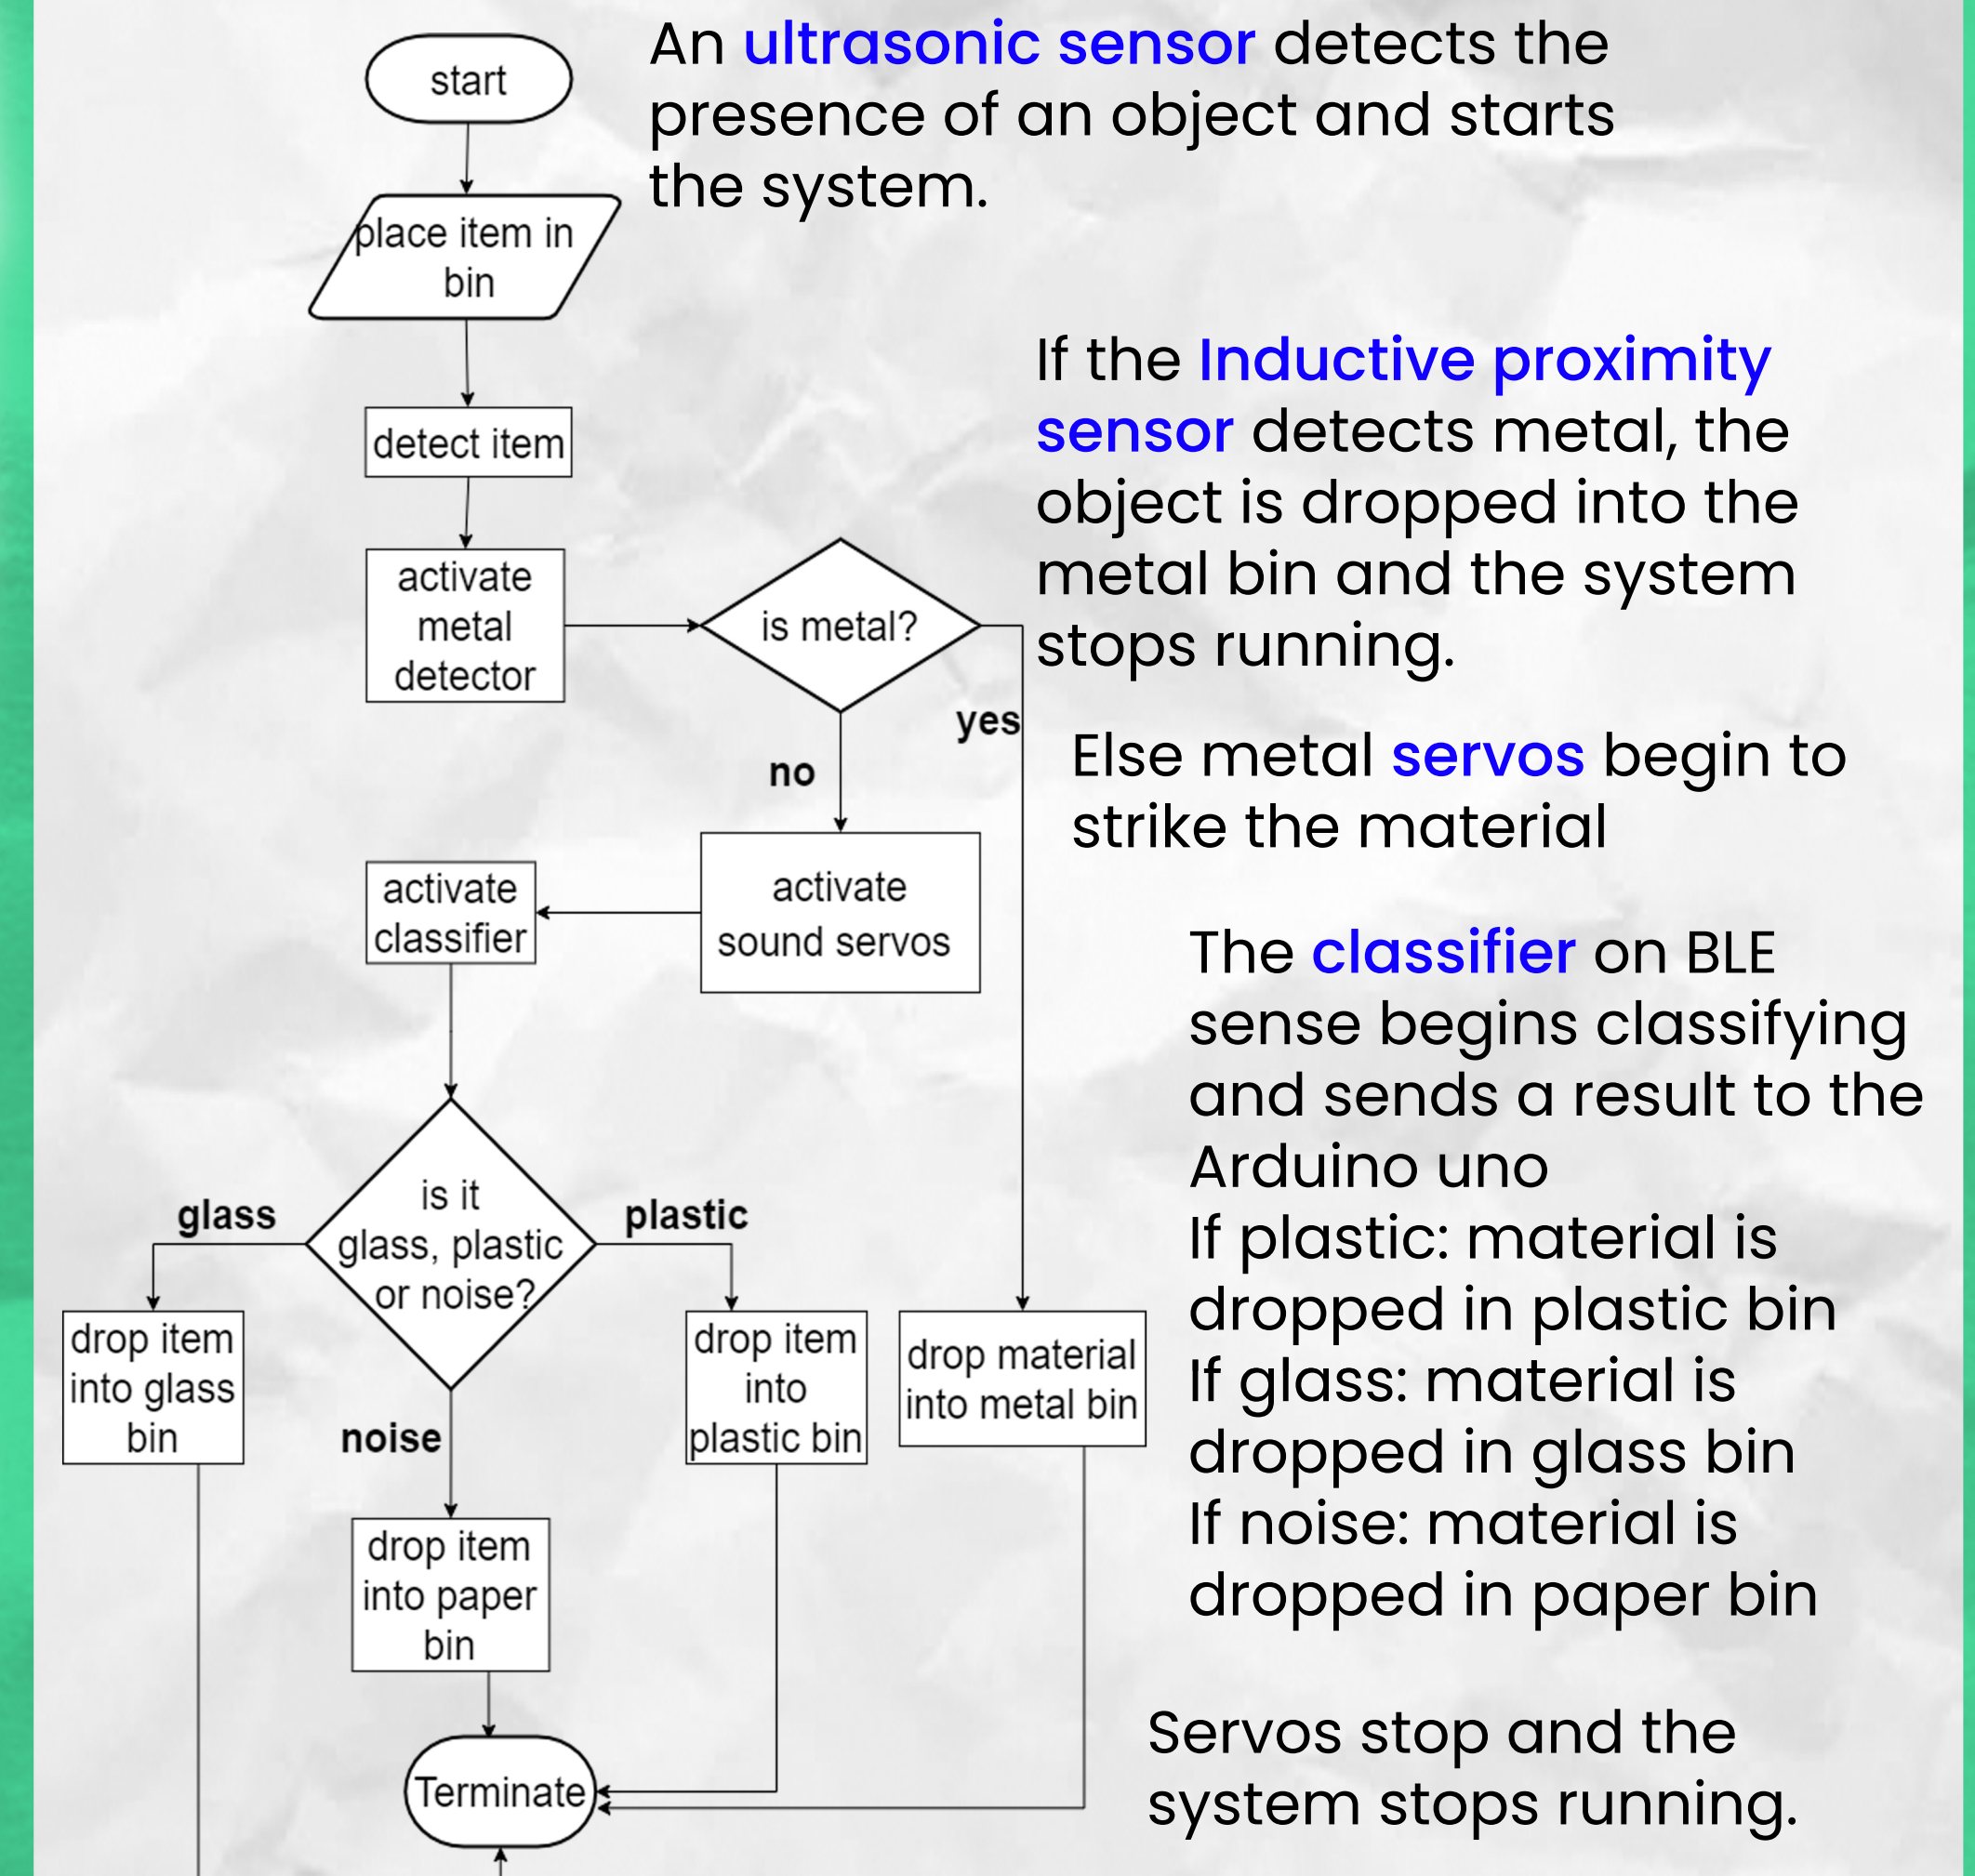 start
An ultrasonic sensor detects the
presence of an object and starts
the system.
place item in
bin
detect item
If the Inductive proximity
sensor detects metal, the
object is dropped into the
metal bin and the system
stops running.
activate
metal
detector
is metal?
yes
no
Else metal servos begin to
strike the material
activate
sound servos
activate
classifier
The classifier on BLE
sense begins classifying
and sends a result to the
Arduino uno
If plastic: material is
dropped in plastic bin
If glass: material is
dropped in glass bin
If noise: material is
dropped in paper bin
is it
glass, plastic
or noise?
glass
plastic
noise
drop item
into glass
bin
drop item
into
plastic bin
drop material
into metal bin
drop item
into paper
bin
Terminate
Servos stop and the
system stops running.